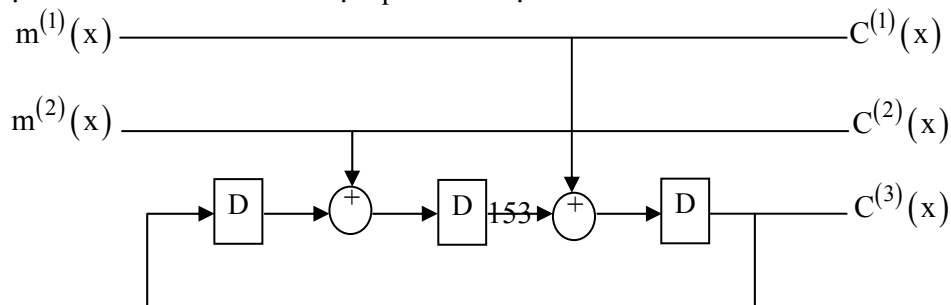 m^(1)(x) C^(1)(x)
m^(2)(x) C^(2)(x)
D + D 153 + D C^(3)(x)